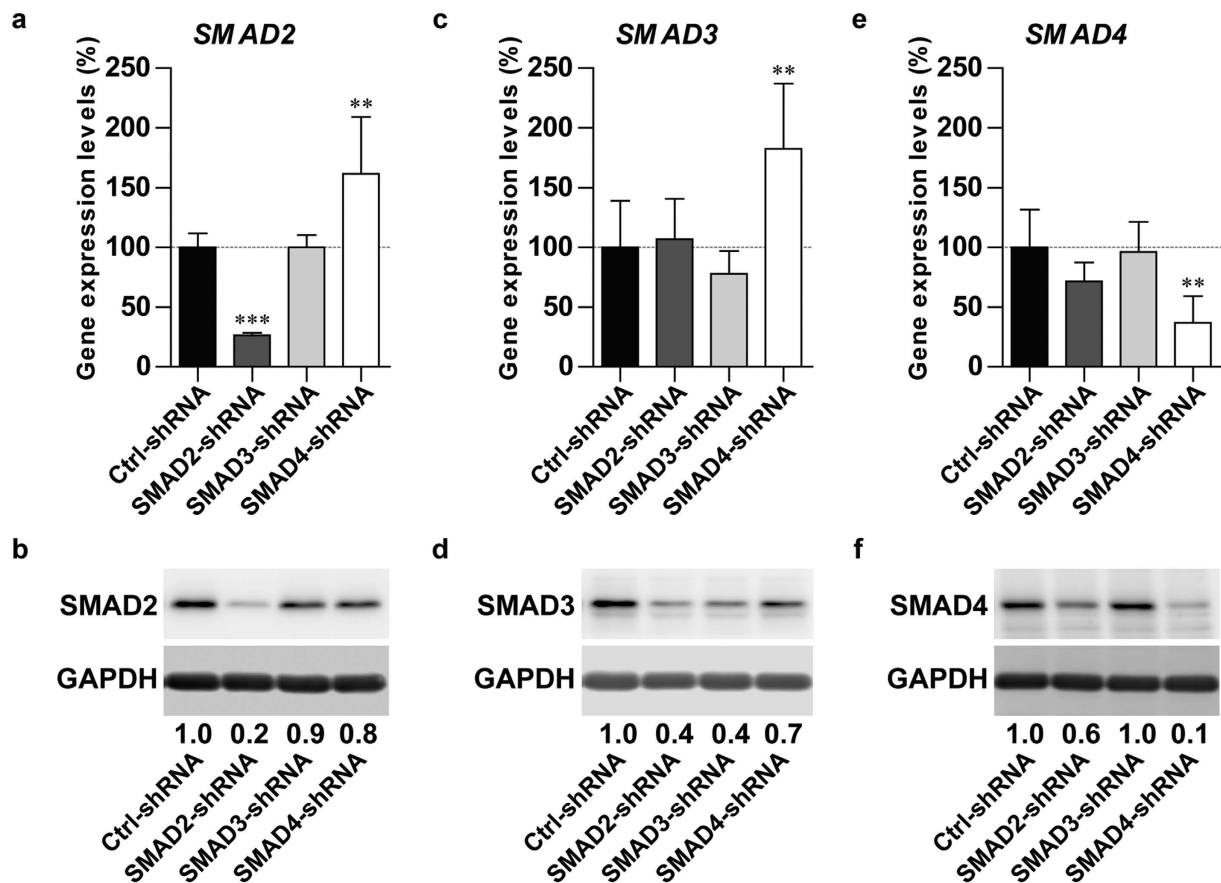 a
SMAD2
Gene expression levels (%)
250
200
150
100
50
0
***
**
Ctrl-shRNA
SMAD2-shRNA
SMAD3-shRNA
SMAD4-shRNA
c
SMAD3
Gene expression levels (%)
250
200
150
100
50
0
**
Ctrl-shRNA
SMAD2-shRNA
SMAD3-shRNA
SMAD4-shRNA
e
SMAD4
Gene expression levels (%)
250
200
150
100
50
0
**
Ctrl-shRNA
SMAD2-shRNA
SMAD3-shRNA
SMAD4-shRNA
b
SMAD2
GAPDH
1.0 0.2 0.9 0.8
Ctrl-shRNA
SMAD2-shRNA
SMAD3-shRNA
SMAD4-shRNA
d
SMAD3
GAPDH
1.0 0.4 0.4 0.7
Ctrl-shRNA
SMAD2-shRNA
SMAD3-shRNA
SMAD4-shRNA
f
SMAD4
GAPDH
1.0 0.6 1.0 0.1
Ctrl-shRNA
SMAD2-shRNA
SMAD3-shRNA
SMAD4-shRNA